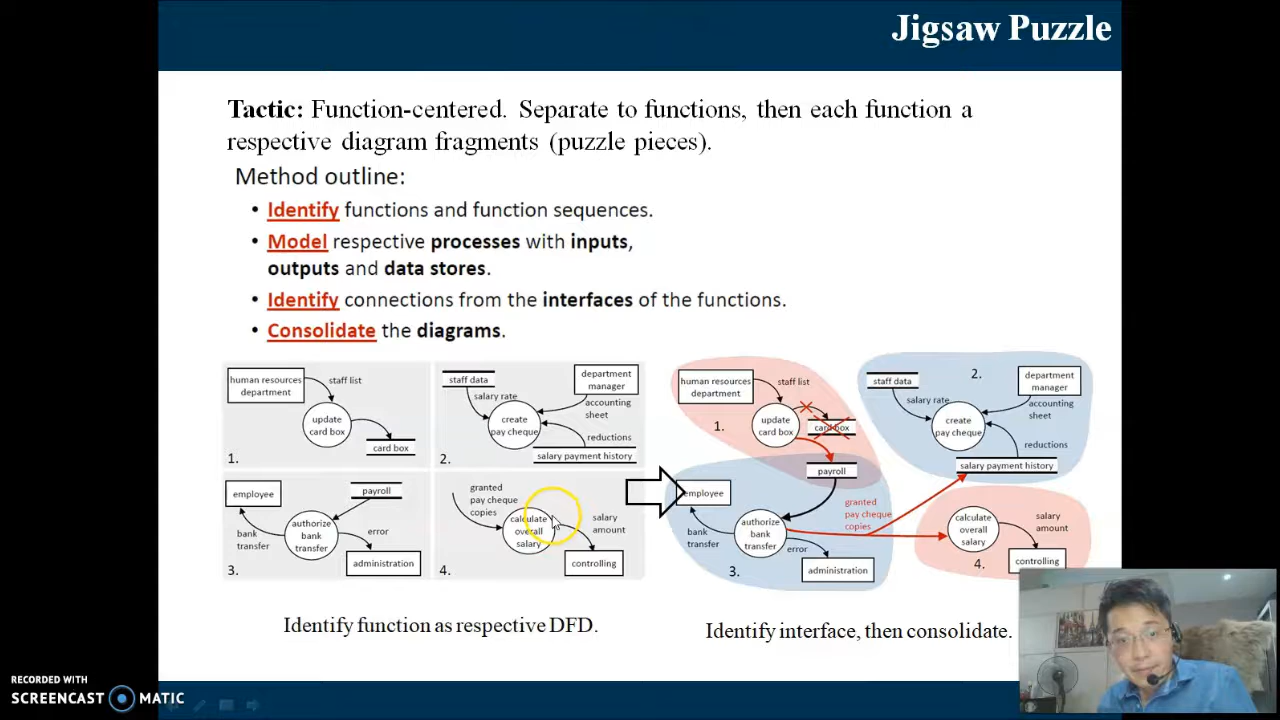 Jigsaw Puzzle
Tactic: Function-centered. Separate to functions, then each function a
respective diagram fragments (puzzle pieces).
Method outline:
• Identify functions and function sequences.
• Model respective processes with inputs,
outputs and data stores.
• Identify connections from the interfaces of the functions.
• Consolidate the diagrams.
human resources
department
staff list
update
card box
card box
1.
staff data
salary rate
create
pay cheque
department
manager
accounting
sheet
reductions
salary payment history
2.
employee
payroll
authorize
bank
transfer
bank
transfer
error
administration
3.
granted
pay cheque
copies
calculate
overall
salary
salary
amount
controlling
4.
human resources
department
staff list
1.
update
card box
card box
payroll
staff data
2.
department
manager
salary rate
create
pay cheque
accounting
sheet
reductions
salary payment history
employee
authorize
bank
transfer
bank
transfer
error
administration
3.
granted
pay cheque
copies
calculate
overall
salary
salary
amount
4.
controlling
Identify function as respective DFD.
Identify interface, then consolidate.
RECORDED WITH
SCREENCAST MATIC